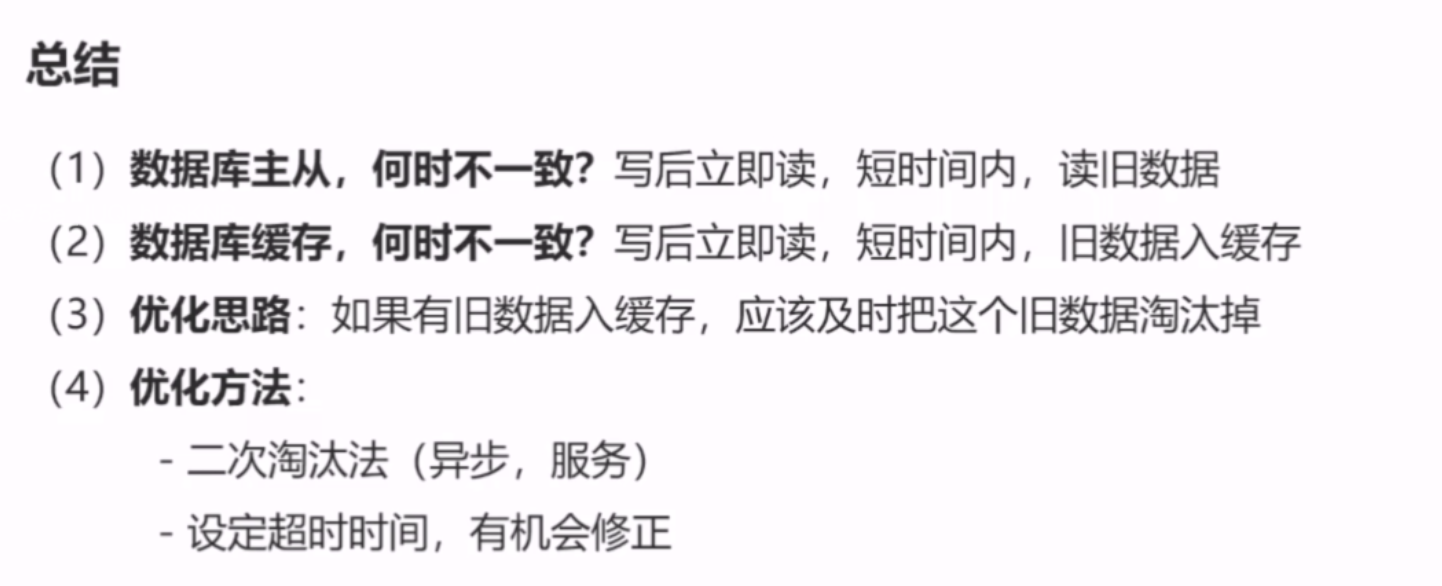 总结
（1）数据库主从，何时不一致？写后立即读，短时间内，读旧数据
（2）数据库缓存，何时不一致？写后立即读，短时间内，旧数据入缓存
（3）优化思路：如果有旧数据入缓存，应该及时把这个旧数据淘汰掉
（4）优化方法：
- 二次淘汰法（异步，服务）
- 设定超时时间，有机会修正